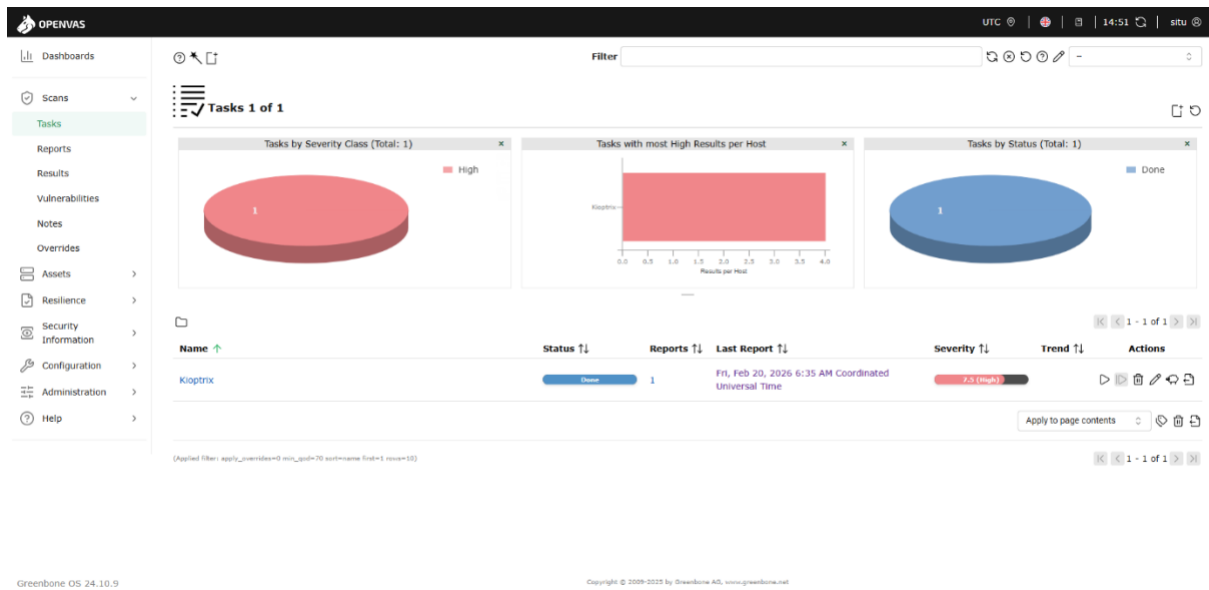 OPENVAS
UTC
14:51
situ
Dashboards
Scans
Tasks
Reports
Results
Vulnerabilities
Notes
Overrides
Assets
Resilience
Security
Information
Configuration
Administration
Help
Filter
--
Tasks 1 of 1
Tasks by Severity Class (Total: 1)
×
High
1
Tasks with most High Results per Host
×
Kioptrix
0.0 0.5 1.0 1.5 2.0 2.5 3.0 3.5 4.0
Results per Host
Tasks by Status (Total: 1)
×
Done
1
1 - 1 of 1
Name Status Reports Last Report Severity Trend Actions
Kioptrix Done 1 Fri, Feb 20, 2026 6:35 AM Coordinated 7.5 (High)
Universal Time
Apply to page contents
(Applied filter: apply_overrides=0 min_qod=70 sort=name first=1 rows=10)
1 - 1 of 1
Greenbone OS 24.10.9
Copyright © 2009-2025 by Greenbone AG, www.greenbone.net